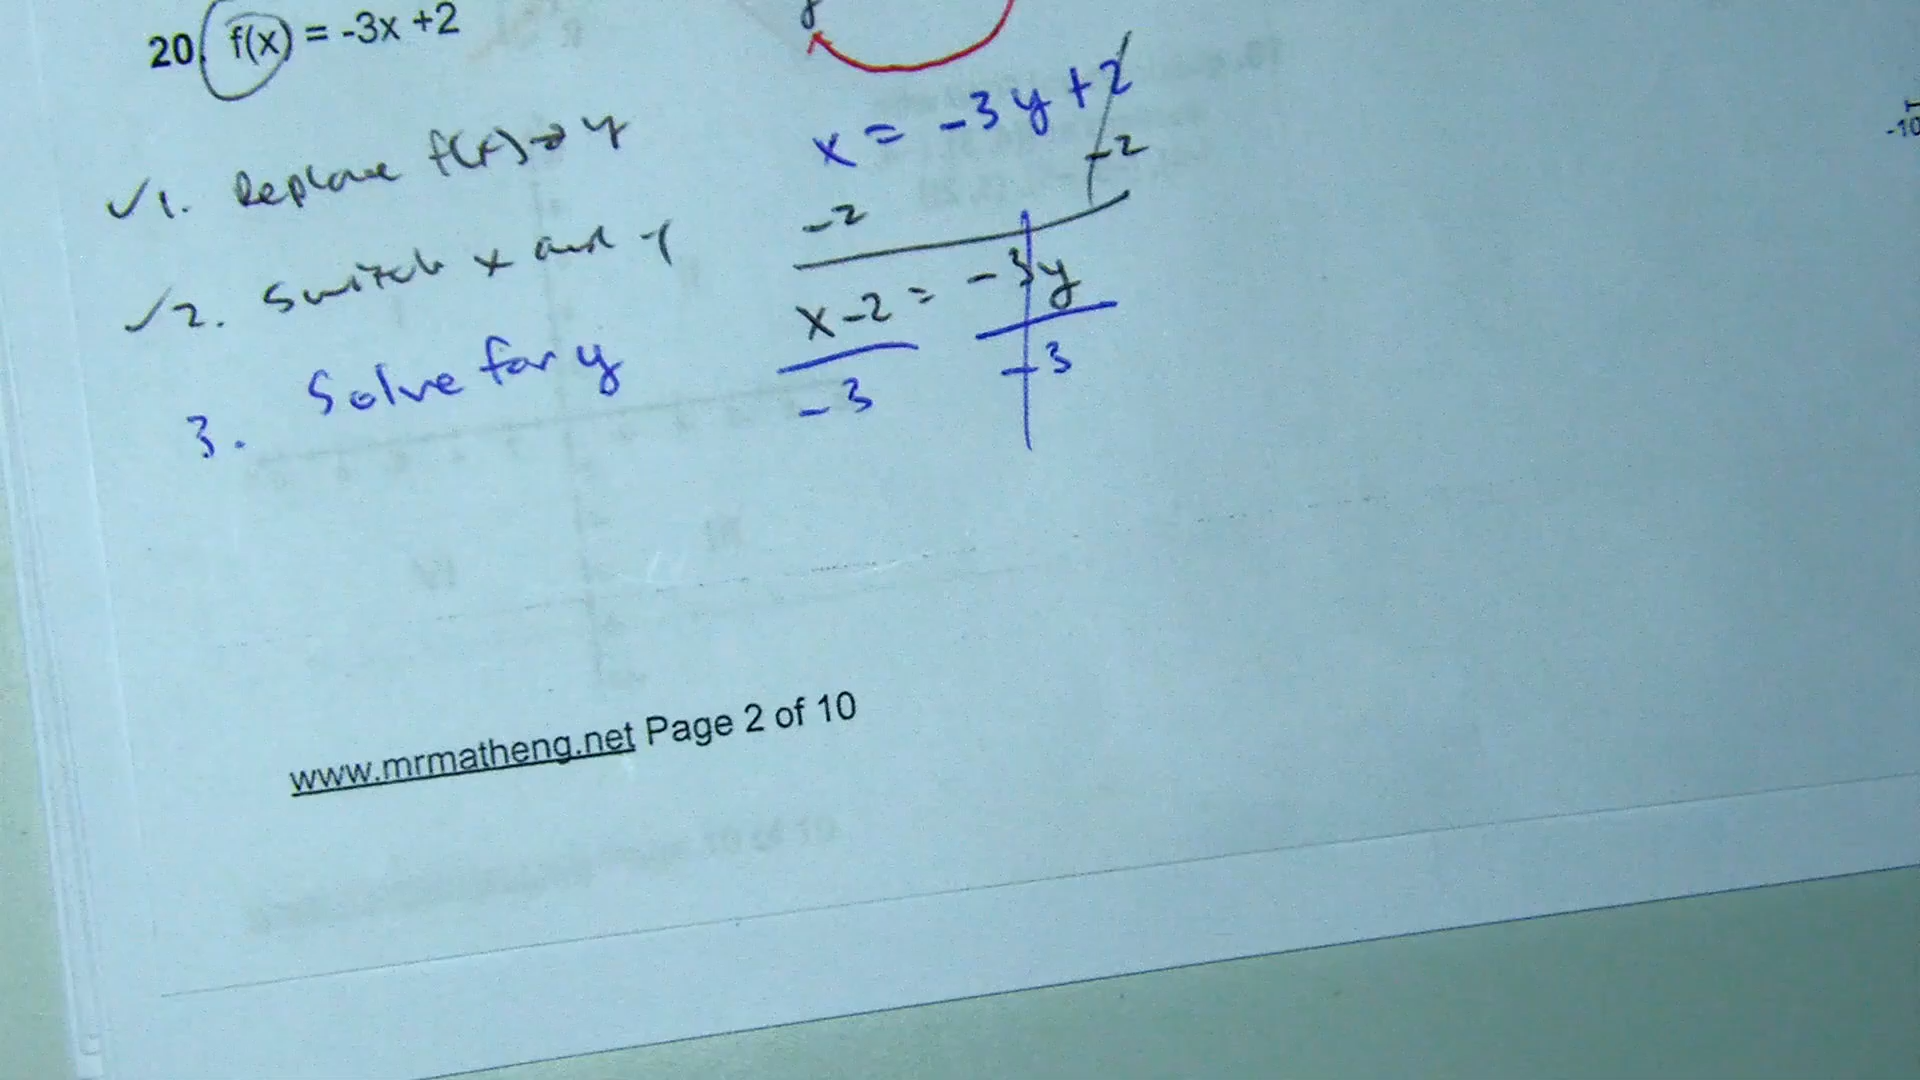 20. f(x) = -3x +2
✓1. Replace f(x) → y
✓2. Switch x and y
3. Solve for y
y
x = -3y + 2
-2 -2
x-2 = -3y
-3 -3
-10
www.mrmatheng.net Page 2 of 10